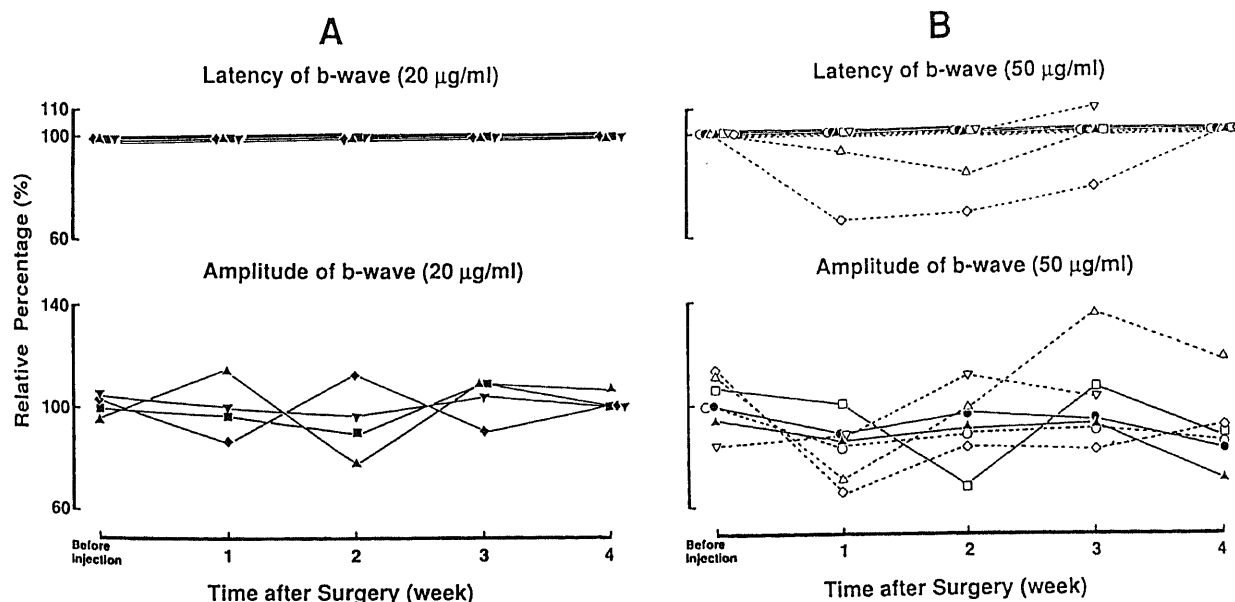 A
Latency of b-wave (20 µg/ml)
110
100
60
Relative Percentage (%)
Amplitude of b-wave (20 µg/ml)
140
100
60
Before
Injection
1
2
3
4
Time after Surgery (week)
B
Latency of b-wave (50 µg/ml)
Amplitude of b-wave (50 µg/ml)
Before
Injection
1
2
3
4
Time after Surgery (week)